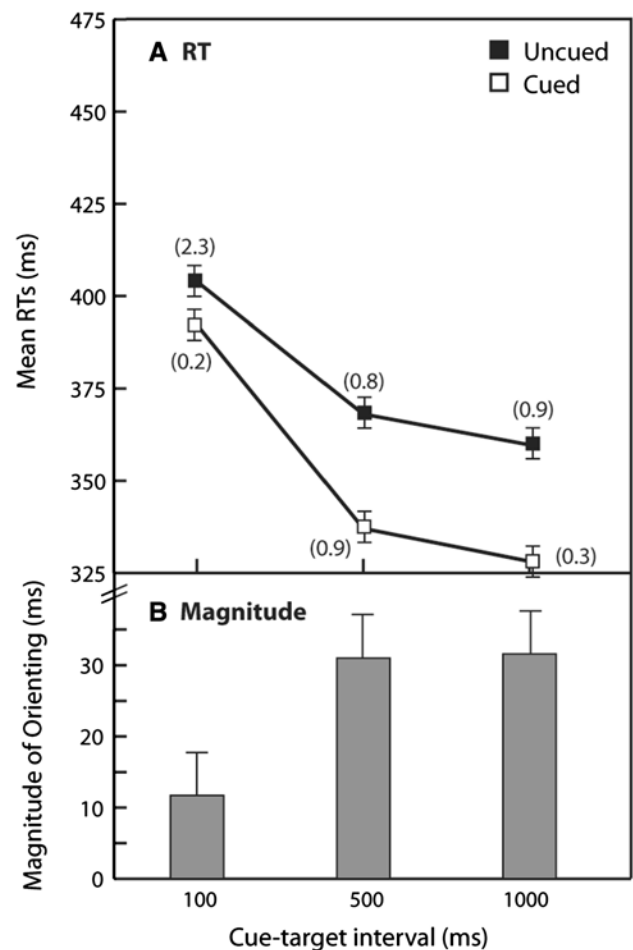 475
A RT
Uncued
Cued
450
425
(2.3)
400
(0.2)
375
(0.8)
(0.9)
350
(0.9)
(0.3)
325
Mean RTs (ms)
B Magnitude
30
20
10
0
Magnitude of Orienting (ms)
100 500 1000
Cue-target interval (ms)